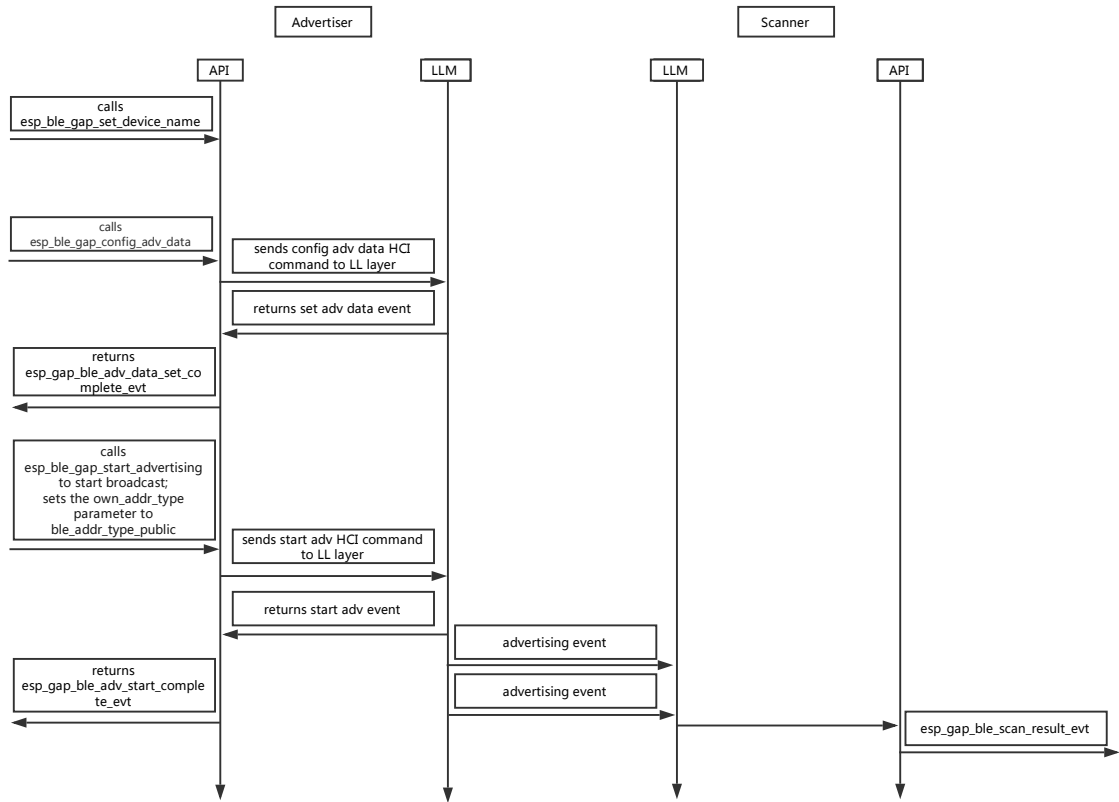 Advertiser
Scanner
API
LLM
LLM
API
calls
esp_ble_gap_set_device_name
calls
esp_ble_gap_config_adv_data
sends config adv data HCI
command to LL layer
returns set adv data event
returns
esp_gap_ble_adv_data_set_co
mplete_evt
calls
esp_ble_gap_start_advertising
to start broadcast;
sets the own_addr_type
parameter to
ble_addr_type_public
sends start adv HCI command
to LL layer
returns start adv event
advertising event
returns
esp_gap_ble_adv_start_comple
te_evt
advertising event
esp_gap_ble_scan_result_evt